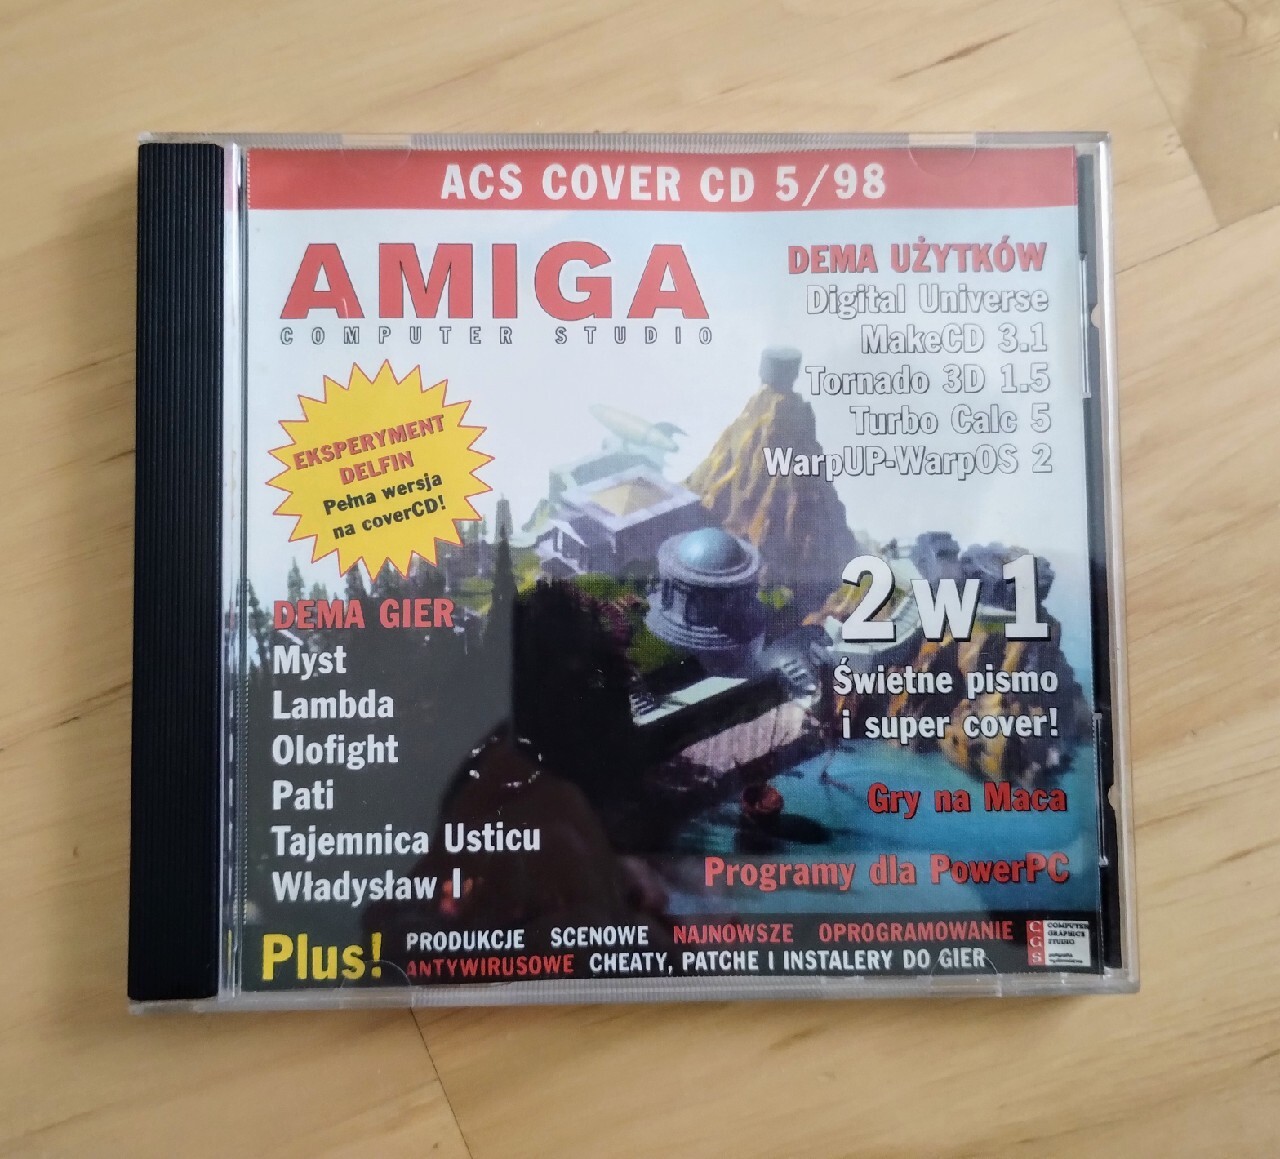 ACS COVER CD 5/98
AMIGA
COMPUTER STUDIO
DEMA UŻYTKÓW
Digital Universe
MakeCD 3.1
Tornado 3D 1.5
Turbo Calc 5
WarpUP-WarpOS 2
EKSPERYMENT
DELFIN
Pełna wersja
na coverCD!
2 w 1
Świetne pismo
i super cover!
DEMA GIER
Myst
Lambda
Olofight
Pati
Tajemnica Usticu
Władysław I
Gry na Maca
Programy dla PowerPC
Plus!
PRODUKCJE SCENOWE NAJNOWSZE OPROGRAMOWANIE
ANTYWIRUSOWE CHEATY, PATCHE I INSTALERY DO GIER
CGS
COMPUTER
GRAPHICS
STUDIO